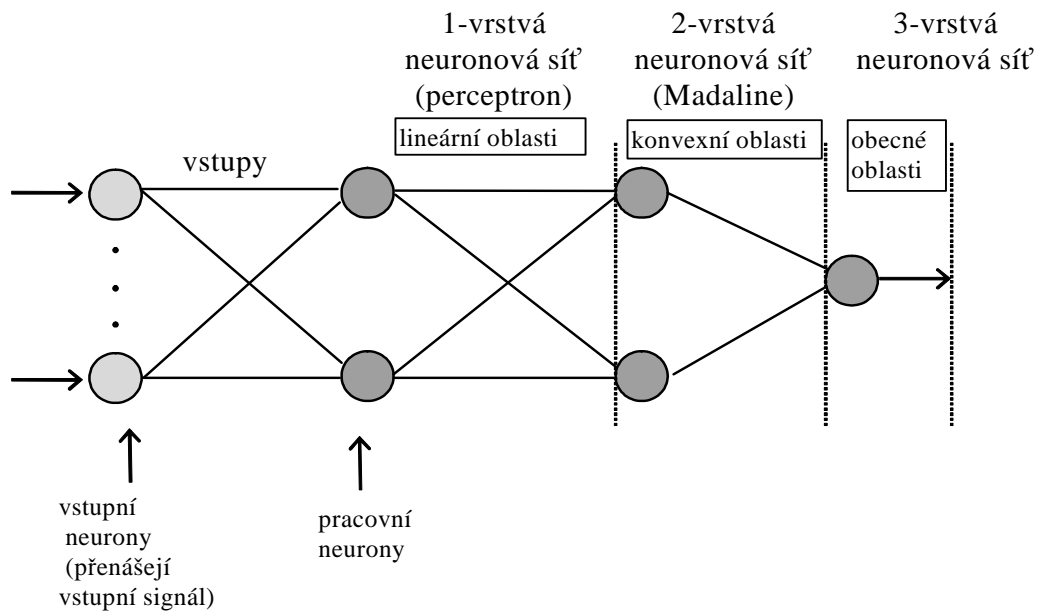 1-vrstvá
neuronová síť
(perceptron)
lineární oblasti
2-vrstvá
neuronová síť
(Madaline)
konvexní oblasti
3-vrstvá
neuronová síť
obecné
oblasti
vstupy
vstupní
neurony
(přenášejí
vstupní signál)
pracovní
neurony